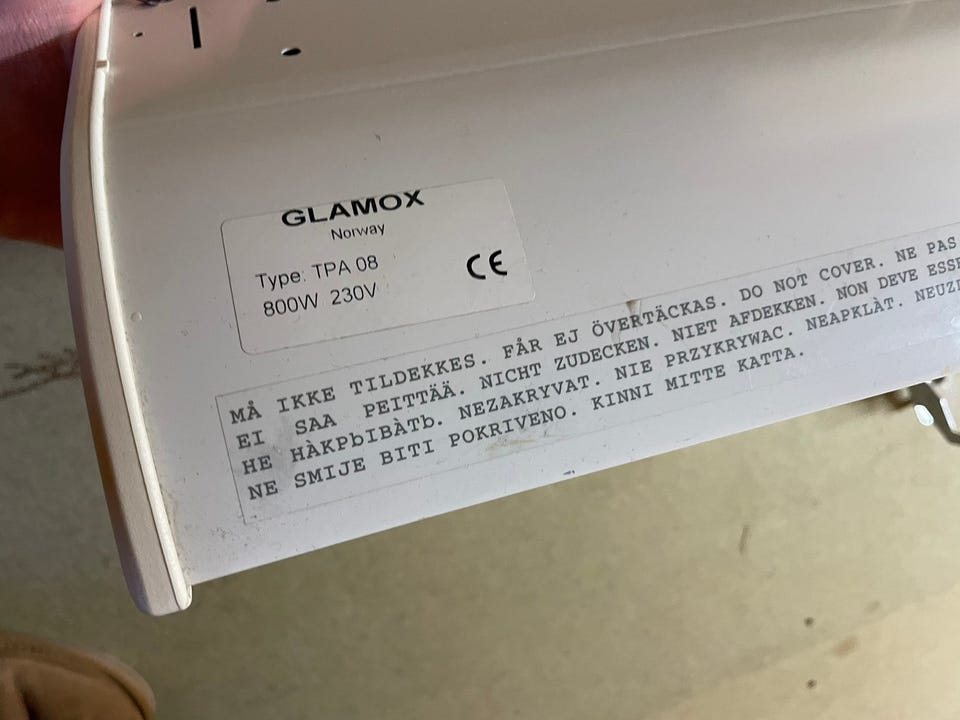 GLAMOX
Norway
Type: TPA 08
800W 230V
CE
MÅ IKKE TILDEKKES. FÅR EJ ÖVERTÄCKAS. DO NOT COVER. NE PAS
EI SAA PEITTÄÄ. NICHT ZUDECKEN. NIET AFDEKKEN. NON DEVE
HE HÀKPbIBÀTb. NEZAKRYVAT. NIE PRZYKRYWAC. NEAPKLÀT.
NE SMIJE BITI POKRIVENO. KINNI MITTE KATTA.